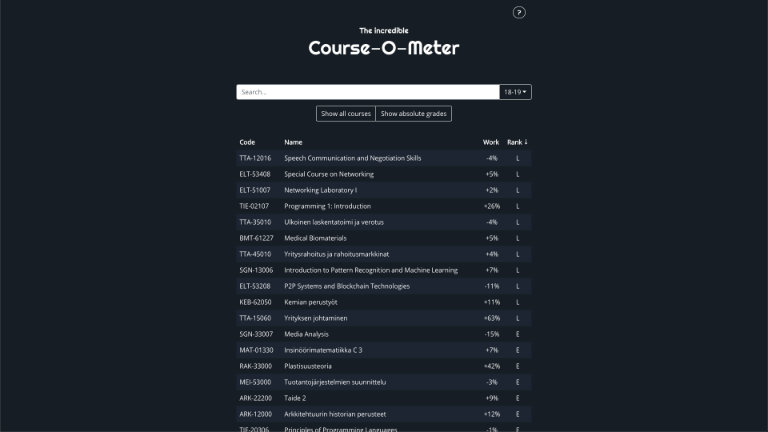 ?
The Incredible
Course-O-Meter
Search... 18-19
Show all courses Show absolute grades
Code Name Work Rank ↓
TTA-12016 Speech Communication and Negotiation Skills -4% L
ELT-53408 Special Course on Networking +5% L
ELT-51007 Networking Laboratory I +2% L
TIE-02107 Programming 1: Introduction +26% L
TTA-35010 Ulkoinen laskentatoimi ja verotus -4% L
BMT-61227 Medical Biomaterials +5% L
TTA-45010 Yritysrahoitus ja rahoitusmarkkinat +4% L
SGN-13006 Introduction to Pattern Recognition and Machine Learning +7% L
ELT-53208 P2P Systems and Blockchain Technologies -11% L
KEB-62050 Kemian perustyöt +11% L
TTA-15060 Yrityksen johtaminen +63% L
SGN-33007 Media Analysis -15% E
MAT-01330 Insinöörimatematiikka C 3 +7% E
RAK-33000 Plastisuusteoria +42% E
MEI-53000 Tuotantojärjestelmien suunnittelu -3% E
ARK-22200 Taide 2 +9% E
ARK-12000 Arkkitehtuurin historian perusteet +12% E
TIE-20306 Principles of Programming Languages -1% E